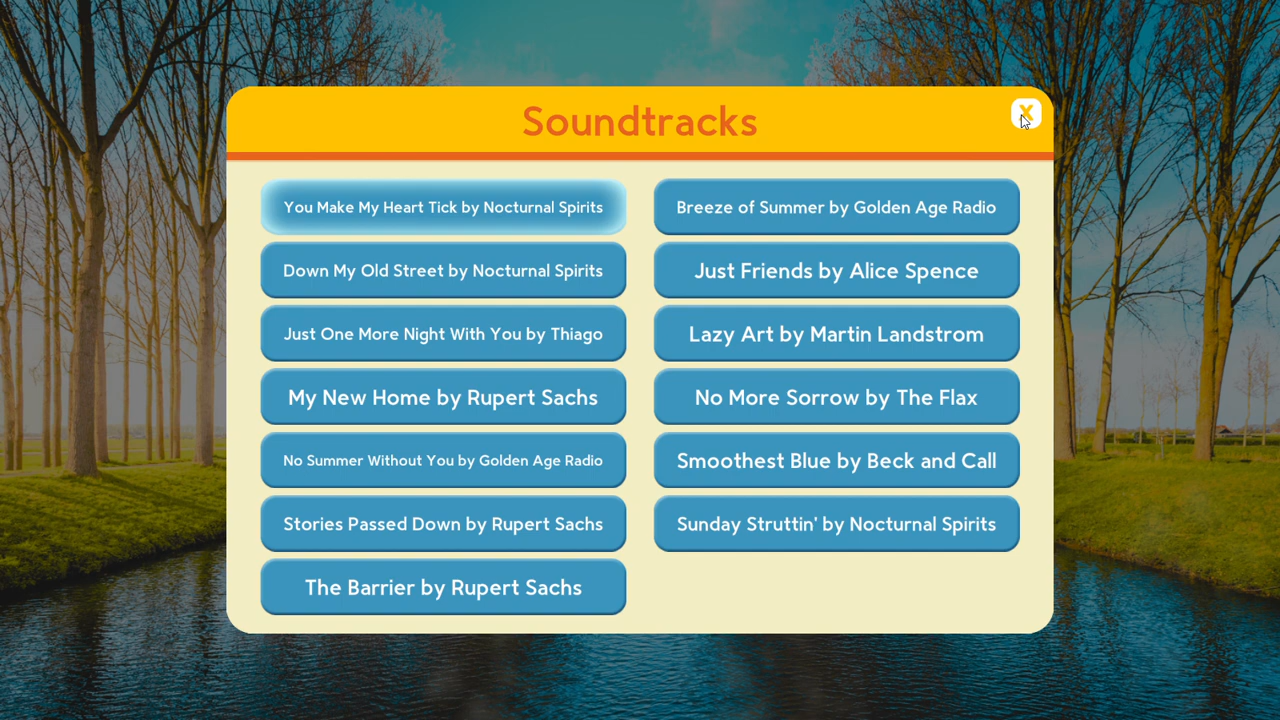 Soundtracks
X
You Make My Heart Tick by Nocturnal Spirits
Breeze of Summer by Golden Age Radio
Down My Old Street by Nocturnal Spirits
Just Friends by Alice Spence
Just One More Night With You by Thiago
Lazy Art by Martin Landstrom
My New Home by Rupert Sachs
No More Sorrow by The Flax
No Summer Without You by Golden Age Radio
Smoothest Blue by Beck and Call
Stories Passed Down by Rupert Sachs
Sunday Struttin' by Nocturnal Spirits
The Barrier by Rupert Sachs